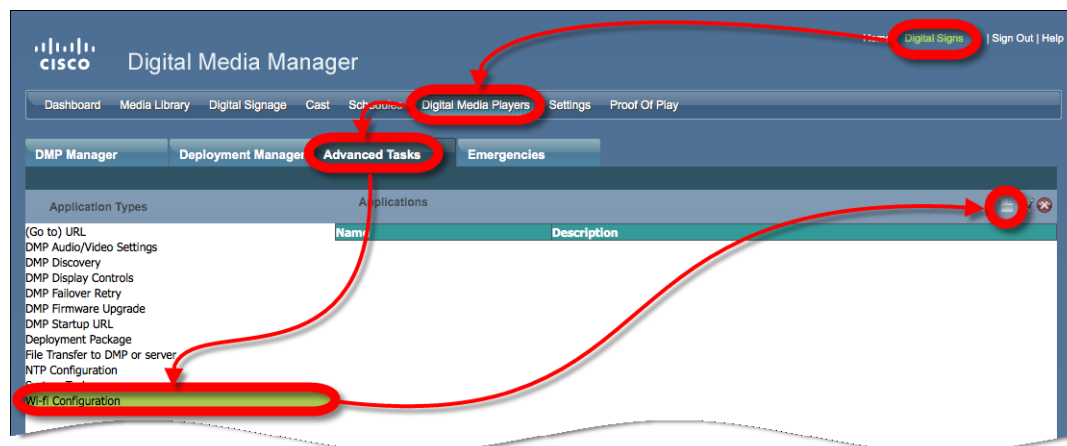 Home Digital Signs | Sign Out | Help
CISCO Digital Media Manager
Dashboard Media Library Digital Signage Cast Schedules Digital Media Players Settings Proof Of Play
DMP Manager Deployment Manager Advanced Tasks Emergencies
Application Types Applications
Name Description
(Go to) URL
DMP Audio/Video Settings
DMP Discovery
DMP Display Controls
DMP Failover Retry
DMP Firmware Upgrade
DMP Startup URL
Deployment Package
File Transfer to DMP or server
NTP Configuration
Wi-fi Configuration